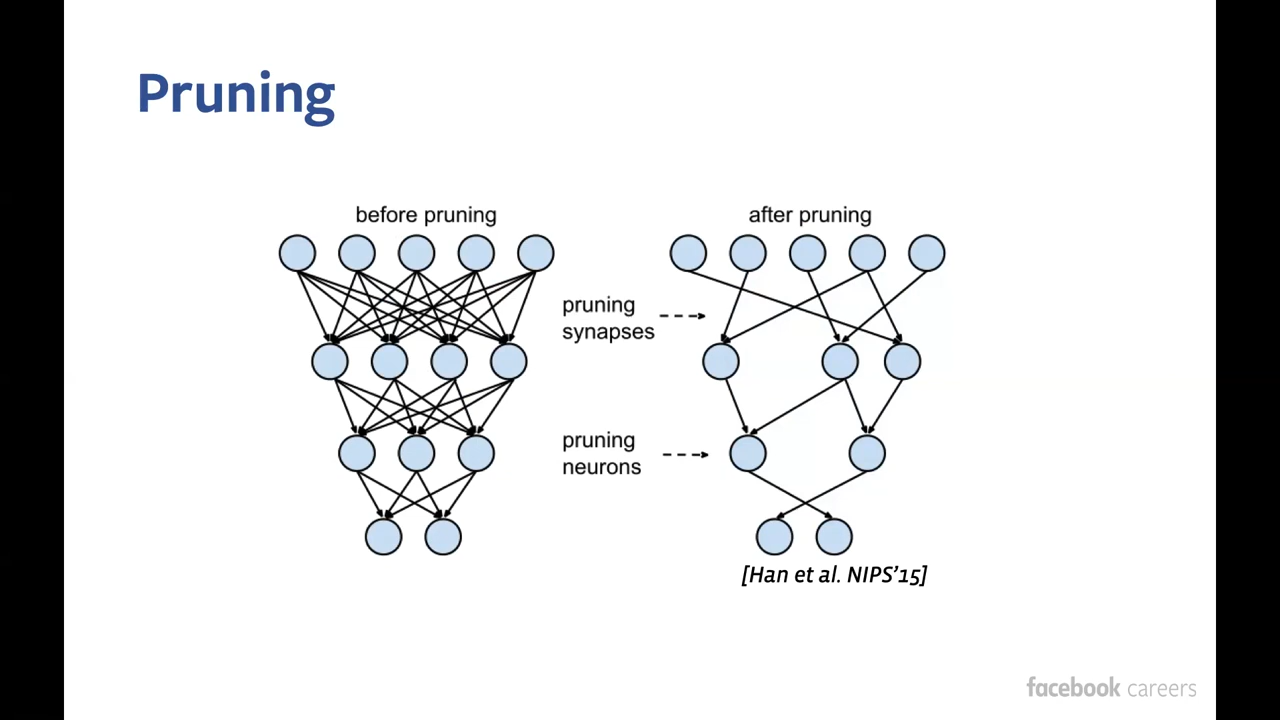 Pruning
before pruning
after pruning
pruning
synapses
pruning
neurons
[Han et al. NIPS’15]
facebook careers